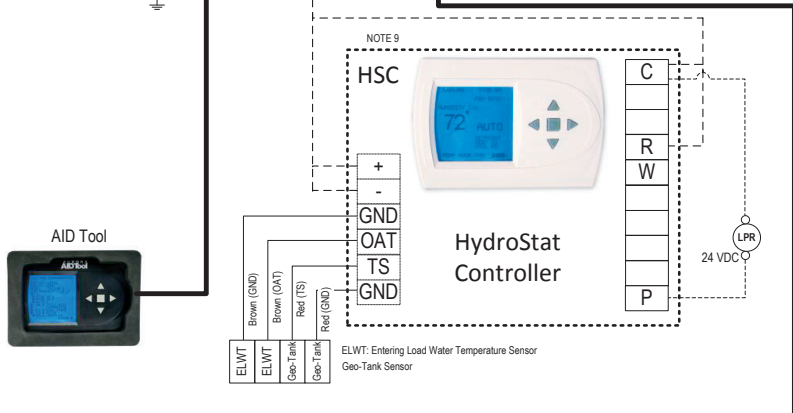 NOTE 9
HSC
C
R
W
P
72°
AUTO
+
-
GND
OAT
TS
GND
HydroStat
Controller
LPR
24 VDC
AID Tool
AID Tool
Brown (GND)
Brown (OAT)
Red (TS)
Red (GND)
ELWT
ELWT
Geo-Tank
Geo-Tank
ELWT: Entering Load Water Temperature Sensor
Geo-Tank Sensor